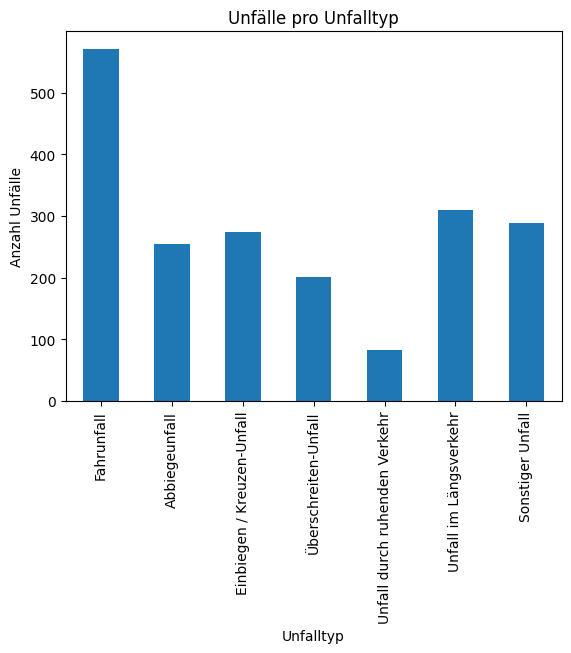 Unfälle pro Unfalltyp
Anzahl Unfälle
500
400
300
200
100
0
Fahrunfall
Abbiegeunfall
Einbiegen / Kreuzen-Unfall
Überschreiten-Unfall
Unfall durch ruhenden Verkehr
Unfall im Längsverkehr
Sonstiger Unfall
Unfalltyp